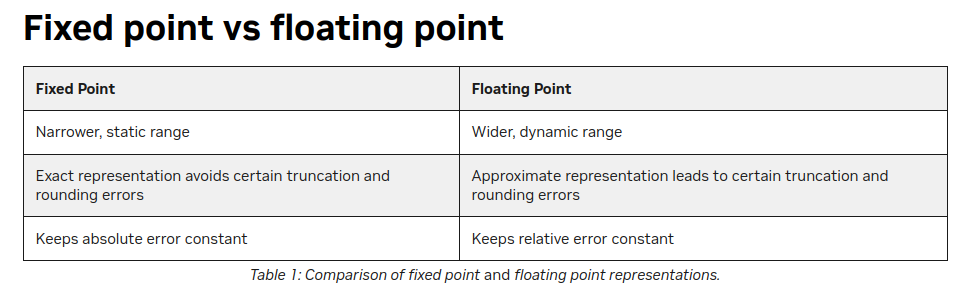 Fixed point vs floating point
Fixed Point
Floating Point
Narrower, static range
Wider, dynamic range
Exact representation avoids certain truncation and
rounding errors
Approximate representation leads to certain truncation and
rounding errors
Keeps absolute error constant
Keeps relative error constant
Table 1: Comparison of fixed point and floating point representations.